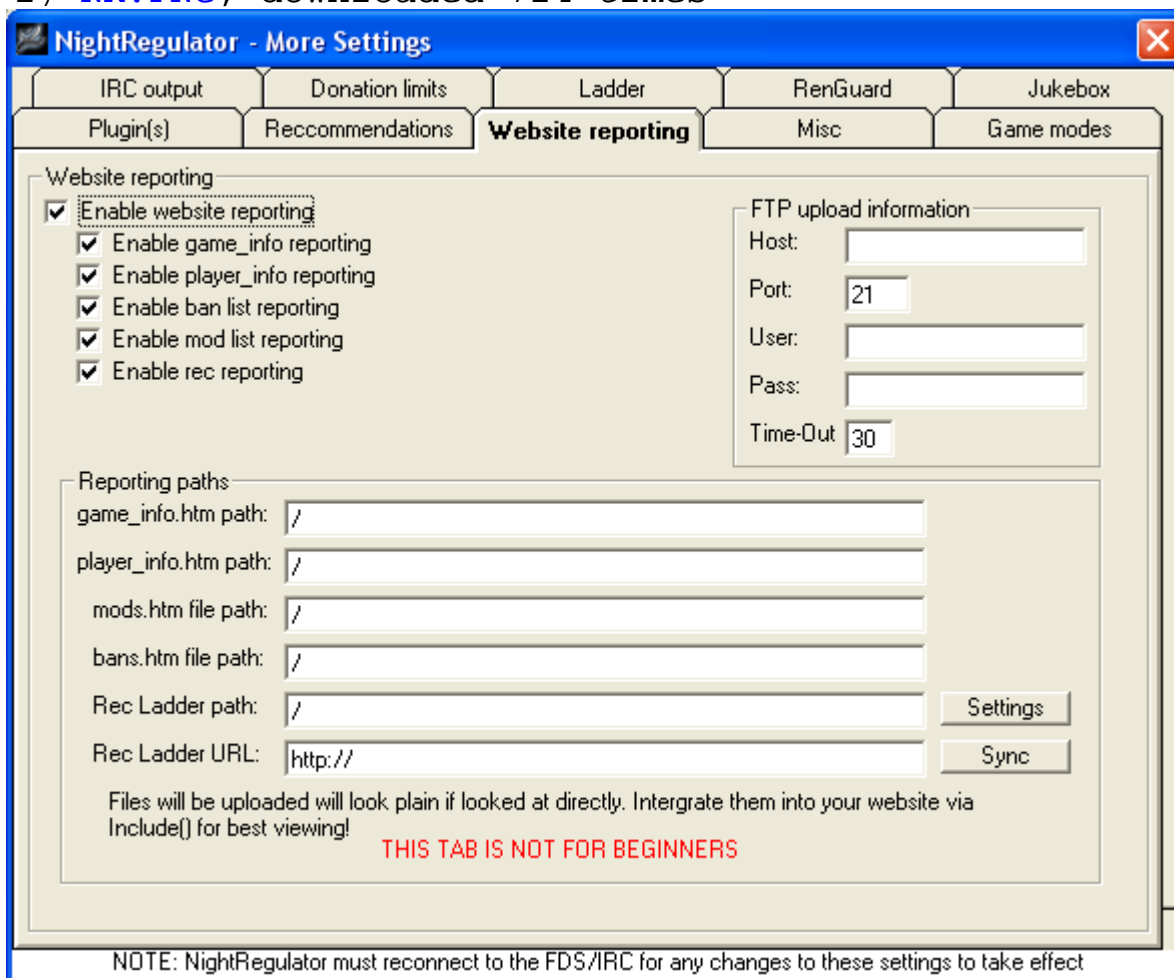 NightRegulator - More Settings
IRC output Donation limits Ladder RenGuard Jukebox
Plugin(s) Reccommendations Website reporting Misc Game modes
Website reporting
Enable website reporting
Enable game_info reporting
Enable player_info reporting
Enable ban list reporting
Enable mod list reporting
Enable rec reporting
FTP upload information
Host:
Port: 21
User:
Pass:
Time-Out 30
Reporting paths
game_info.htm path: /
player_info.htm path: /
mods.htm file path: /
bans.htm file path: /
Rec Ladder path: / Settings
Rec Ladder URL: http:// Sync
Files will be uploaded will look plain if looked at directly. Intergrate them into your website via
Include() for best viewing!
THIS TAB IS NOT FOR BEGINNERS
NOTE: NightRegulator must reconnect to the FDS/IRC for any changes to these settings to take effect